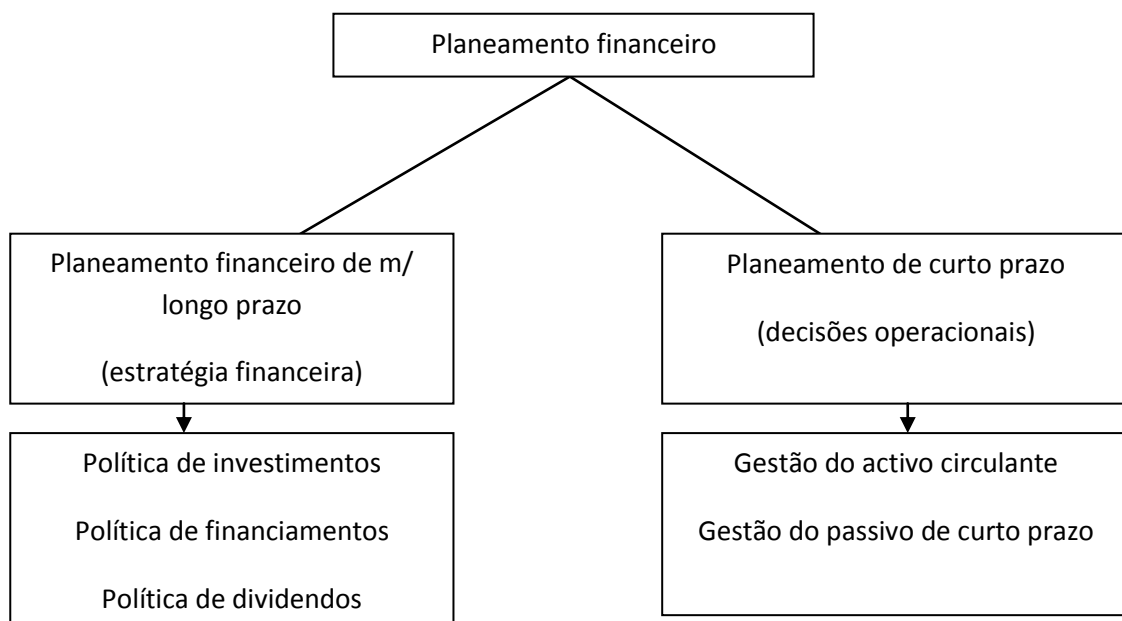 Planeamento financeiro
Planeamento financeiro de m/
longo prazo
(estratégia financeira)
Planeamento de curto prazo
(decisões operacionais)
Política de investimentos
Política de financiamentos
Política de dividendos
Gestão do activo circulante
Gestão do passivo de curto prazo